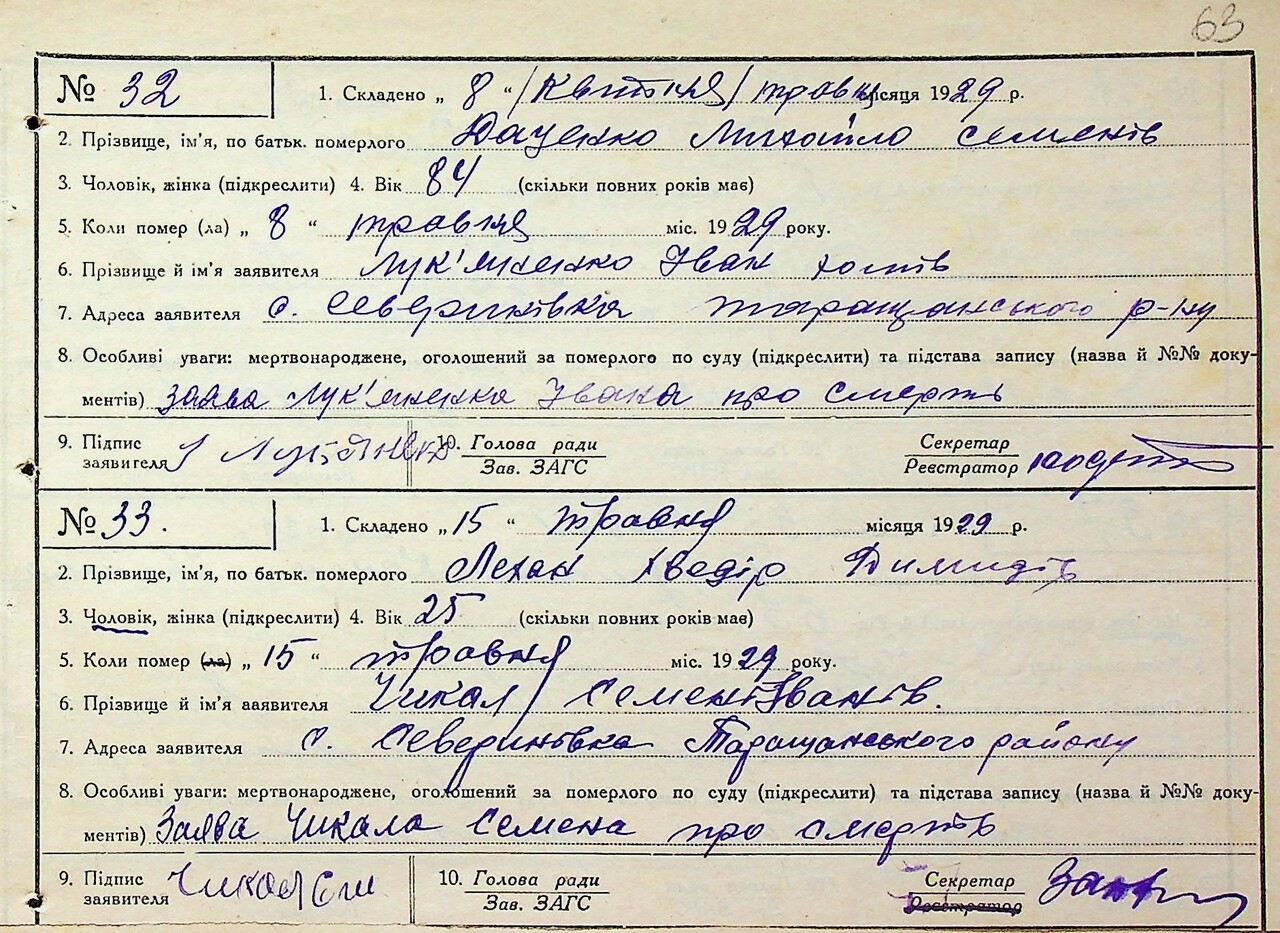 63
№ 32 1. Складено „ 8 “ /Квітня/ травня місяця 1929 р.
2. Прізвище, ім'я, по батьк. померлого Даценко Михайло Семенів
3. Чоловік, жінка (підкреслити) 4. Вік 84 (скільки повних років має)
5. Коли помер (ла) „ 8 “ травня міс. 1929 року.
6. Прізвище й ім'я заявителя Лук'яненко Іван
7. Адреса заявителя с. Северинівка Таращанського р-ну
8. Особливі уваги: мертвонароджене, оголошений за померлого по суду (підкреслити) та підстава запису (назва й №№ доку-
ментів) Заява Лук'яненка Івана про смерть
9. Підпис заявителя 10. Голова ради Зав. ЗАГС Секретар Реєстратор
№ 33. 1. Складено „ 15 “ травня місяця 1929 р.
2. Прізвище, ім'я, по батьк. померлого Лехан Хведір Димидів
3. Чоловік, жінка (підкреслити) 4. Вік 25 (скільки повних років має)
5. Коли помер (ла) „ 15 “ травня міс. 1929 року.
6. Прізвище й ім'я заявителя Чикал Семен Іванів.
7. Адреса заявителя с. Северинівка Таращанського району
8. Особливі уваги: мертвонароджене, оголошений за померлого по суду (підкреслити) та підстава запису (назва й №№ доку-
ментів) Заява Чикала Семена про смерть
9. Підпис заявителя Чикал 10. Голова ради Зав. ЗАГС Секретар Реєстратор